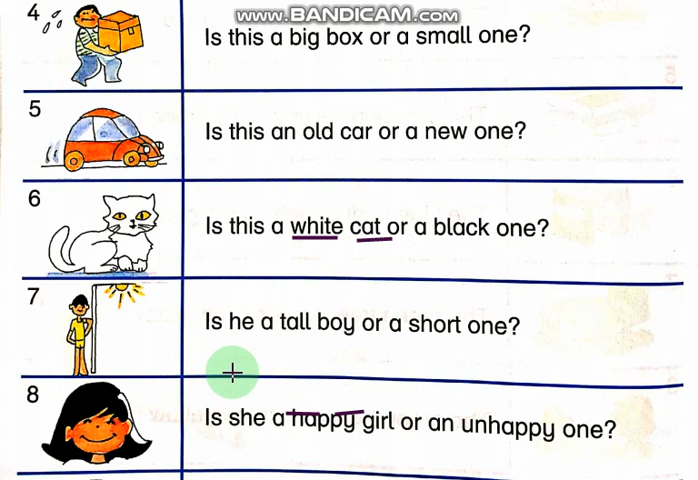 www.BANDICAM.com
4
Is this a big box or a small one?
5
Is this an old car or a new one?
6
Is this a white cat or a black one?
7
Is he a tall boy or a short one?
8
Is she a happy girl or an unhappy one?